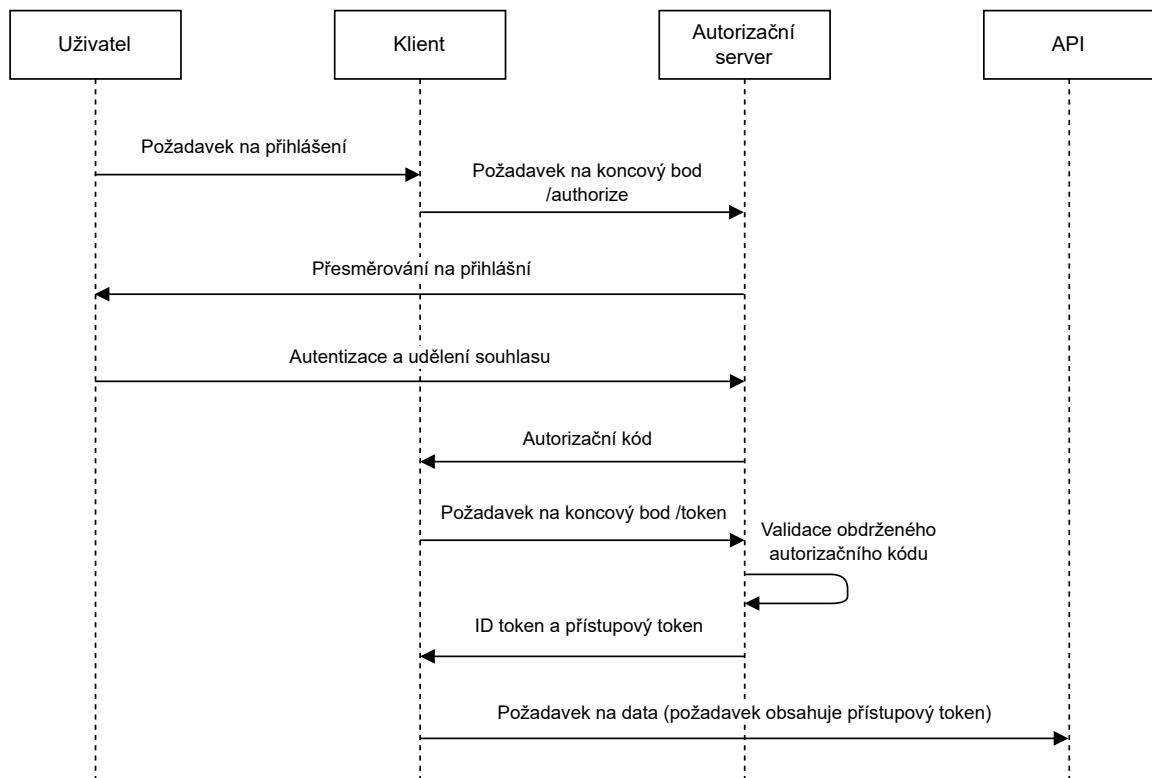 Uživatel
Klient
Autorizační
server
API
Požadavek na přihlášení
Požadavek na koncový bod
/authorize
Přesměrování na přihlášní
Autentizace a udělení souhlasu
Autorizační kód
Požadavek na koncový bod /token
Validace obdrženého
autorizačního kódu
ID token a přístupový token
Požadavek na data (požadavek obsahuje přístupový token)